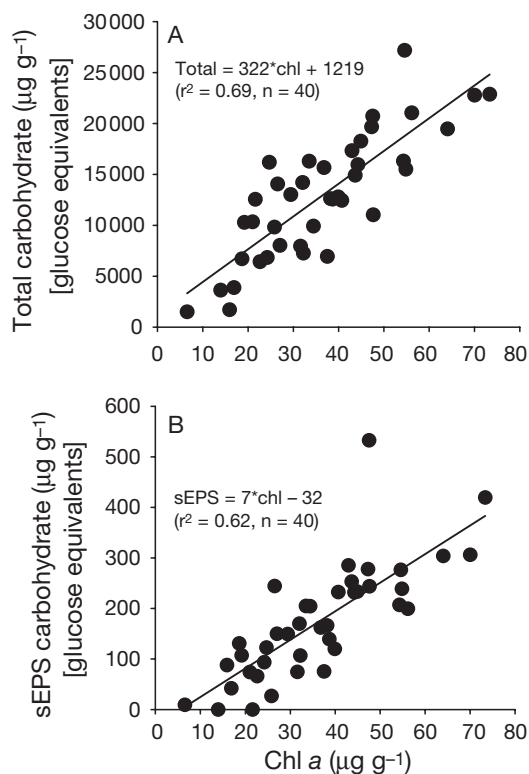 A
Total = 322*chl + 1219
(r² = 0.69, n = 40)
Total carbohydrate (µg g⁻¹)
[glucose equivalents]
30000
25000
20000
15000
10000
5000
0
0 10 20 30 40 50 60 70 80
B
sEPS = 7*chl – 32
(r² = 0.62, n = 40)
sEPS carbohydrate (µg g⁻¹)
[glucose equivalents]
600
500
400
300
200
100
0
0 10 20 30 40 50 60 70 80
Chl a (µg g⁻¹)